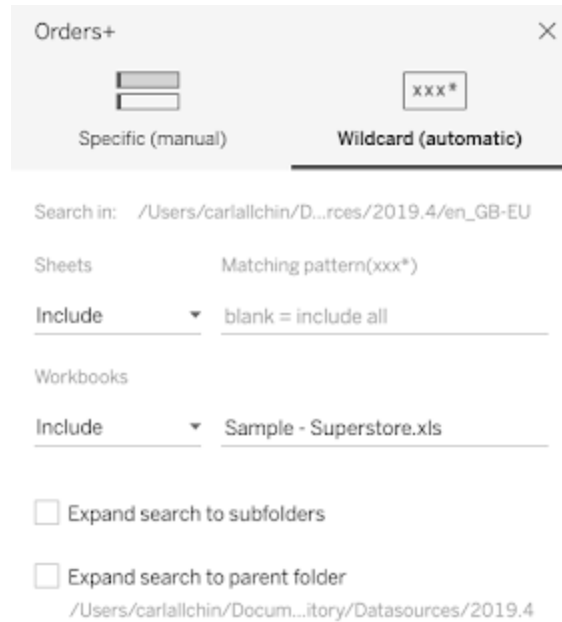 Orders+
xxx*
Specific (manual)
Wildcard (automatic)
Search in: /Users/carlallchin/D...rces/2019.4/en_GB-EU
Sheets
Matching pattern(xxx*)
Include
blank = include all
Workbooks
Include
Sample - Superstore.xls
Expand search to subfolders
Expand search to parent folder
/Users/carlallchin/Docum...itory/Datasources/2019.4